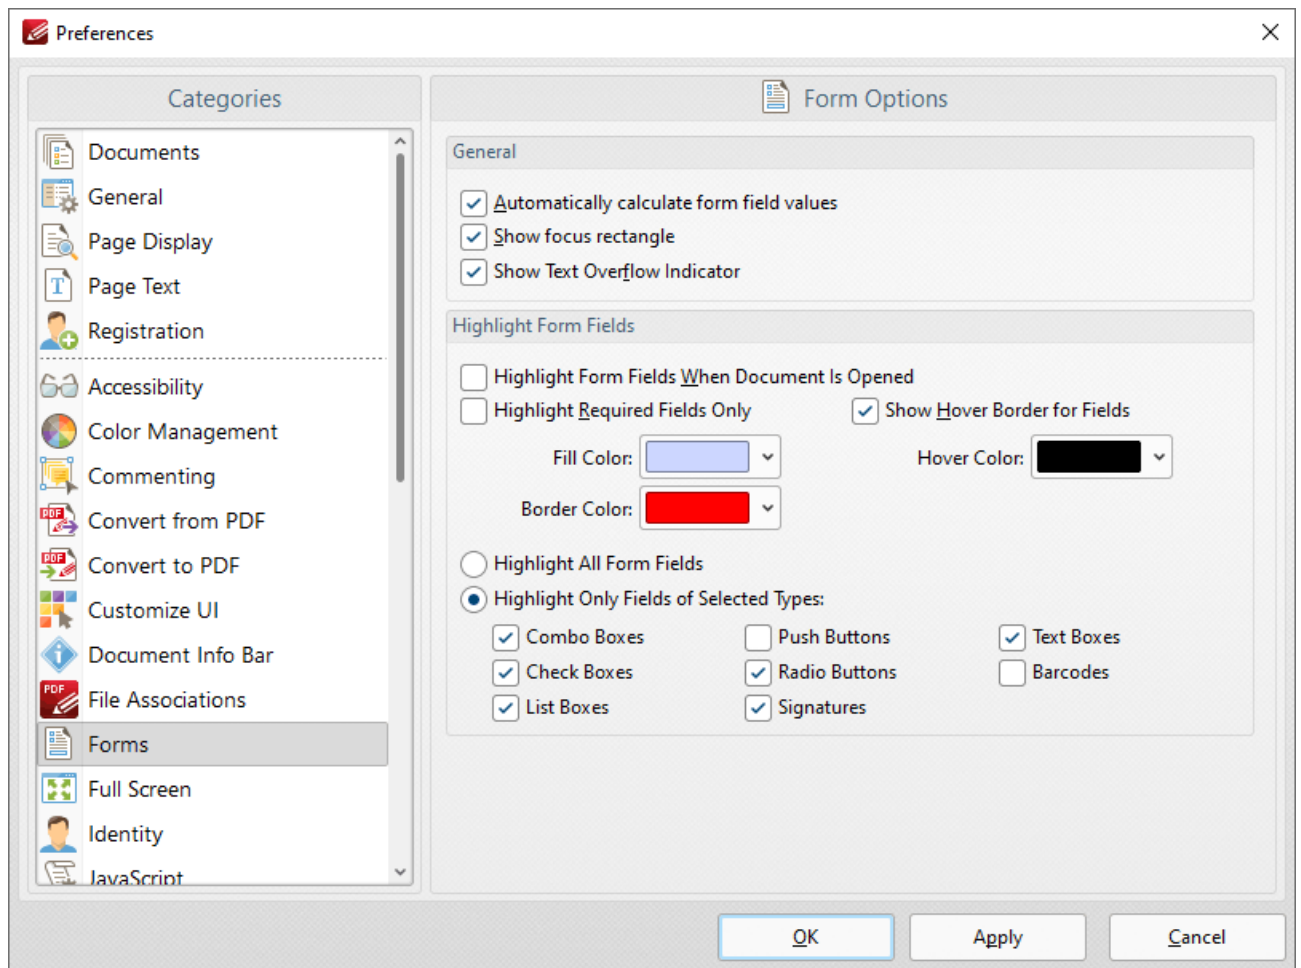 Preferences
Categories
Documents
General
Page Display
Page Text
Registration
Accessibility
Color Management
Commenting
Convert from PDF
Convert to PDF
Customize UI
Document Info Bar
File Associations
Forms
Full Screen
Identity
JavaScript
Form Options
General
Automatically calculate form field values
Show focus rectangle
Show Text Overflow Indicator
Highlight Form Fields
Highlight Form Fields When Document Is Opened
Highlight Required Fields Only Show Hover Border for Fields
Fill Color: Hover Color:
Border Color:
Highlight All Form Fields
Highlight Only Fields of Selected Types:
Combo Boxes Push Buttons Text Boxes
Check Boxes Radio Buttons Barcodes
List Boxes Signatures
OK Apply Cancel